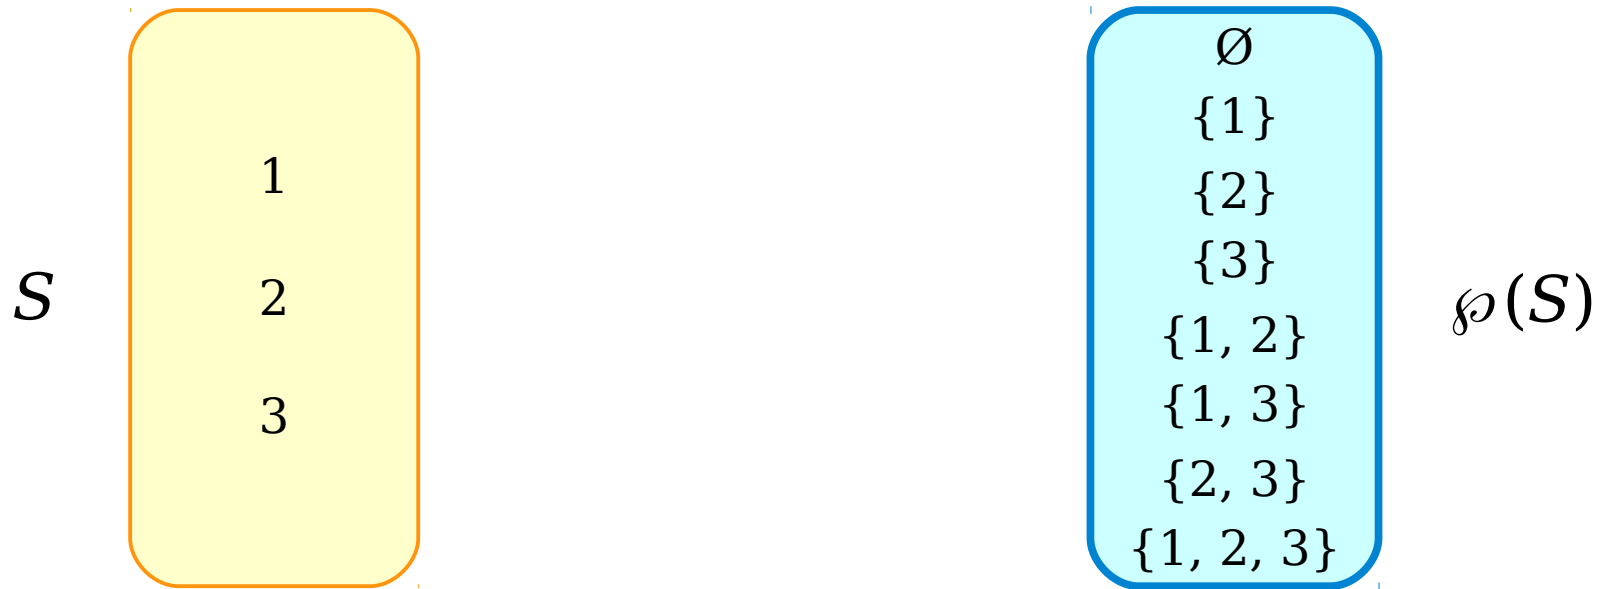 S
1
2
3
Ø
{1}
{2}
{3}
{1, 2}
{1, 3}
{2, 3}
{1, 2, 3}
℘(S)